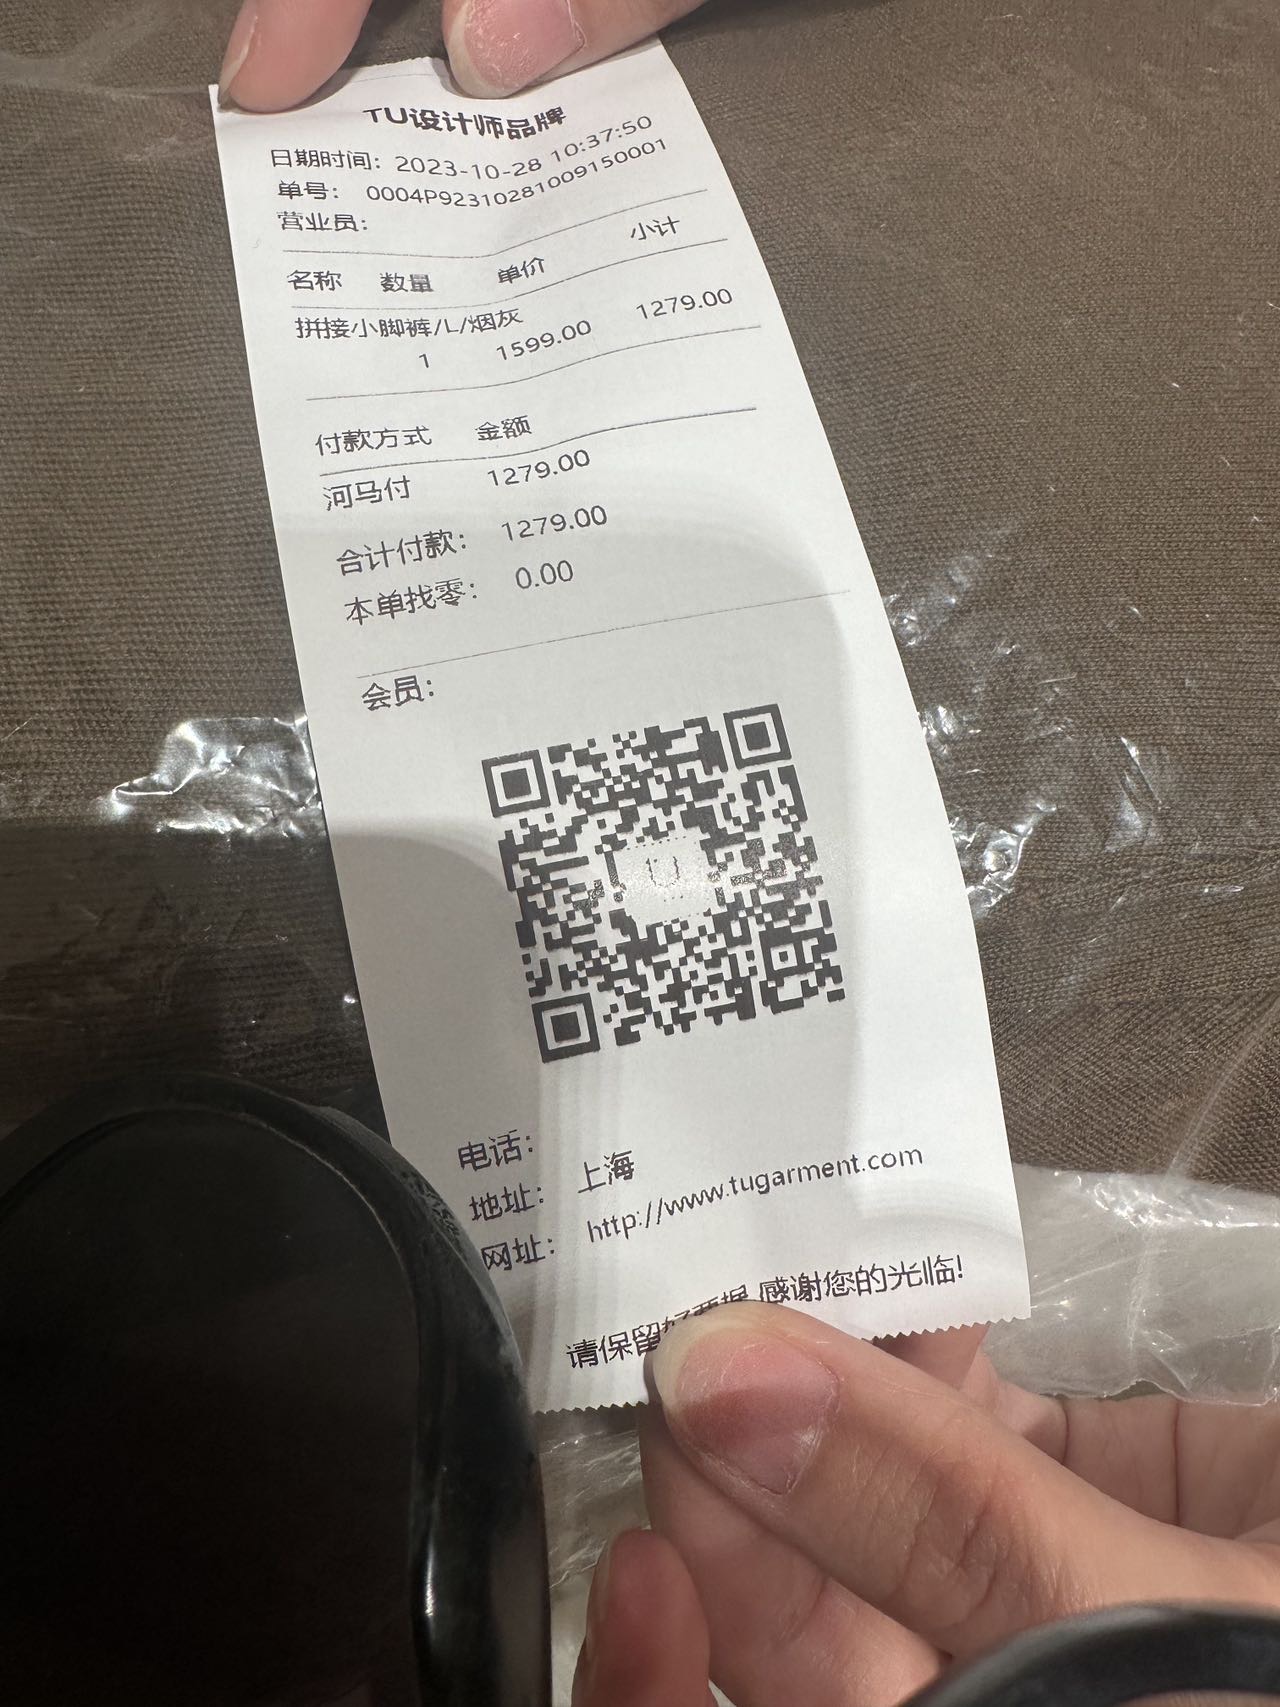 TU设计师品牌
日期时间: 2023-10-28 10:37:50
单号: 0004P92310281009150001
营业员:
名称 数量 单价 小计
拼接小脚裤/L/烟灰
1 1599.00 1279.00
付款方式 金额
河马付 1279.00
合计付款: 1279.00
本单找零: 0.00
会员:
电话:
地址: 上海
网址: http://www.tugarment.com
请保留 感谢您的光临!